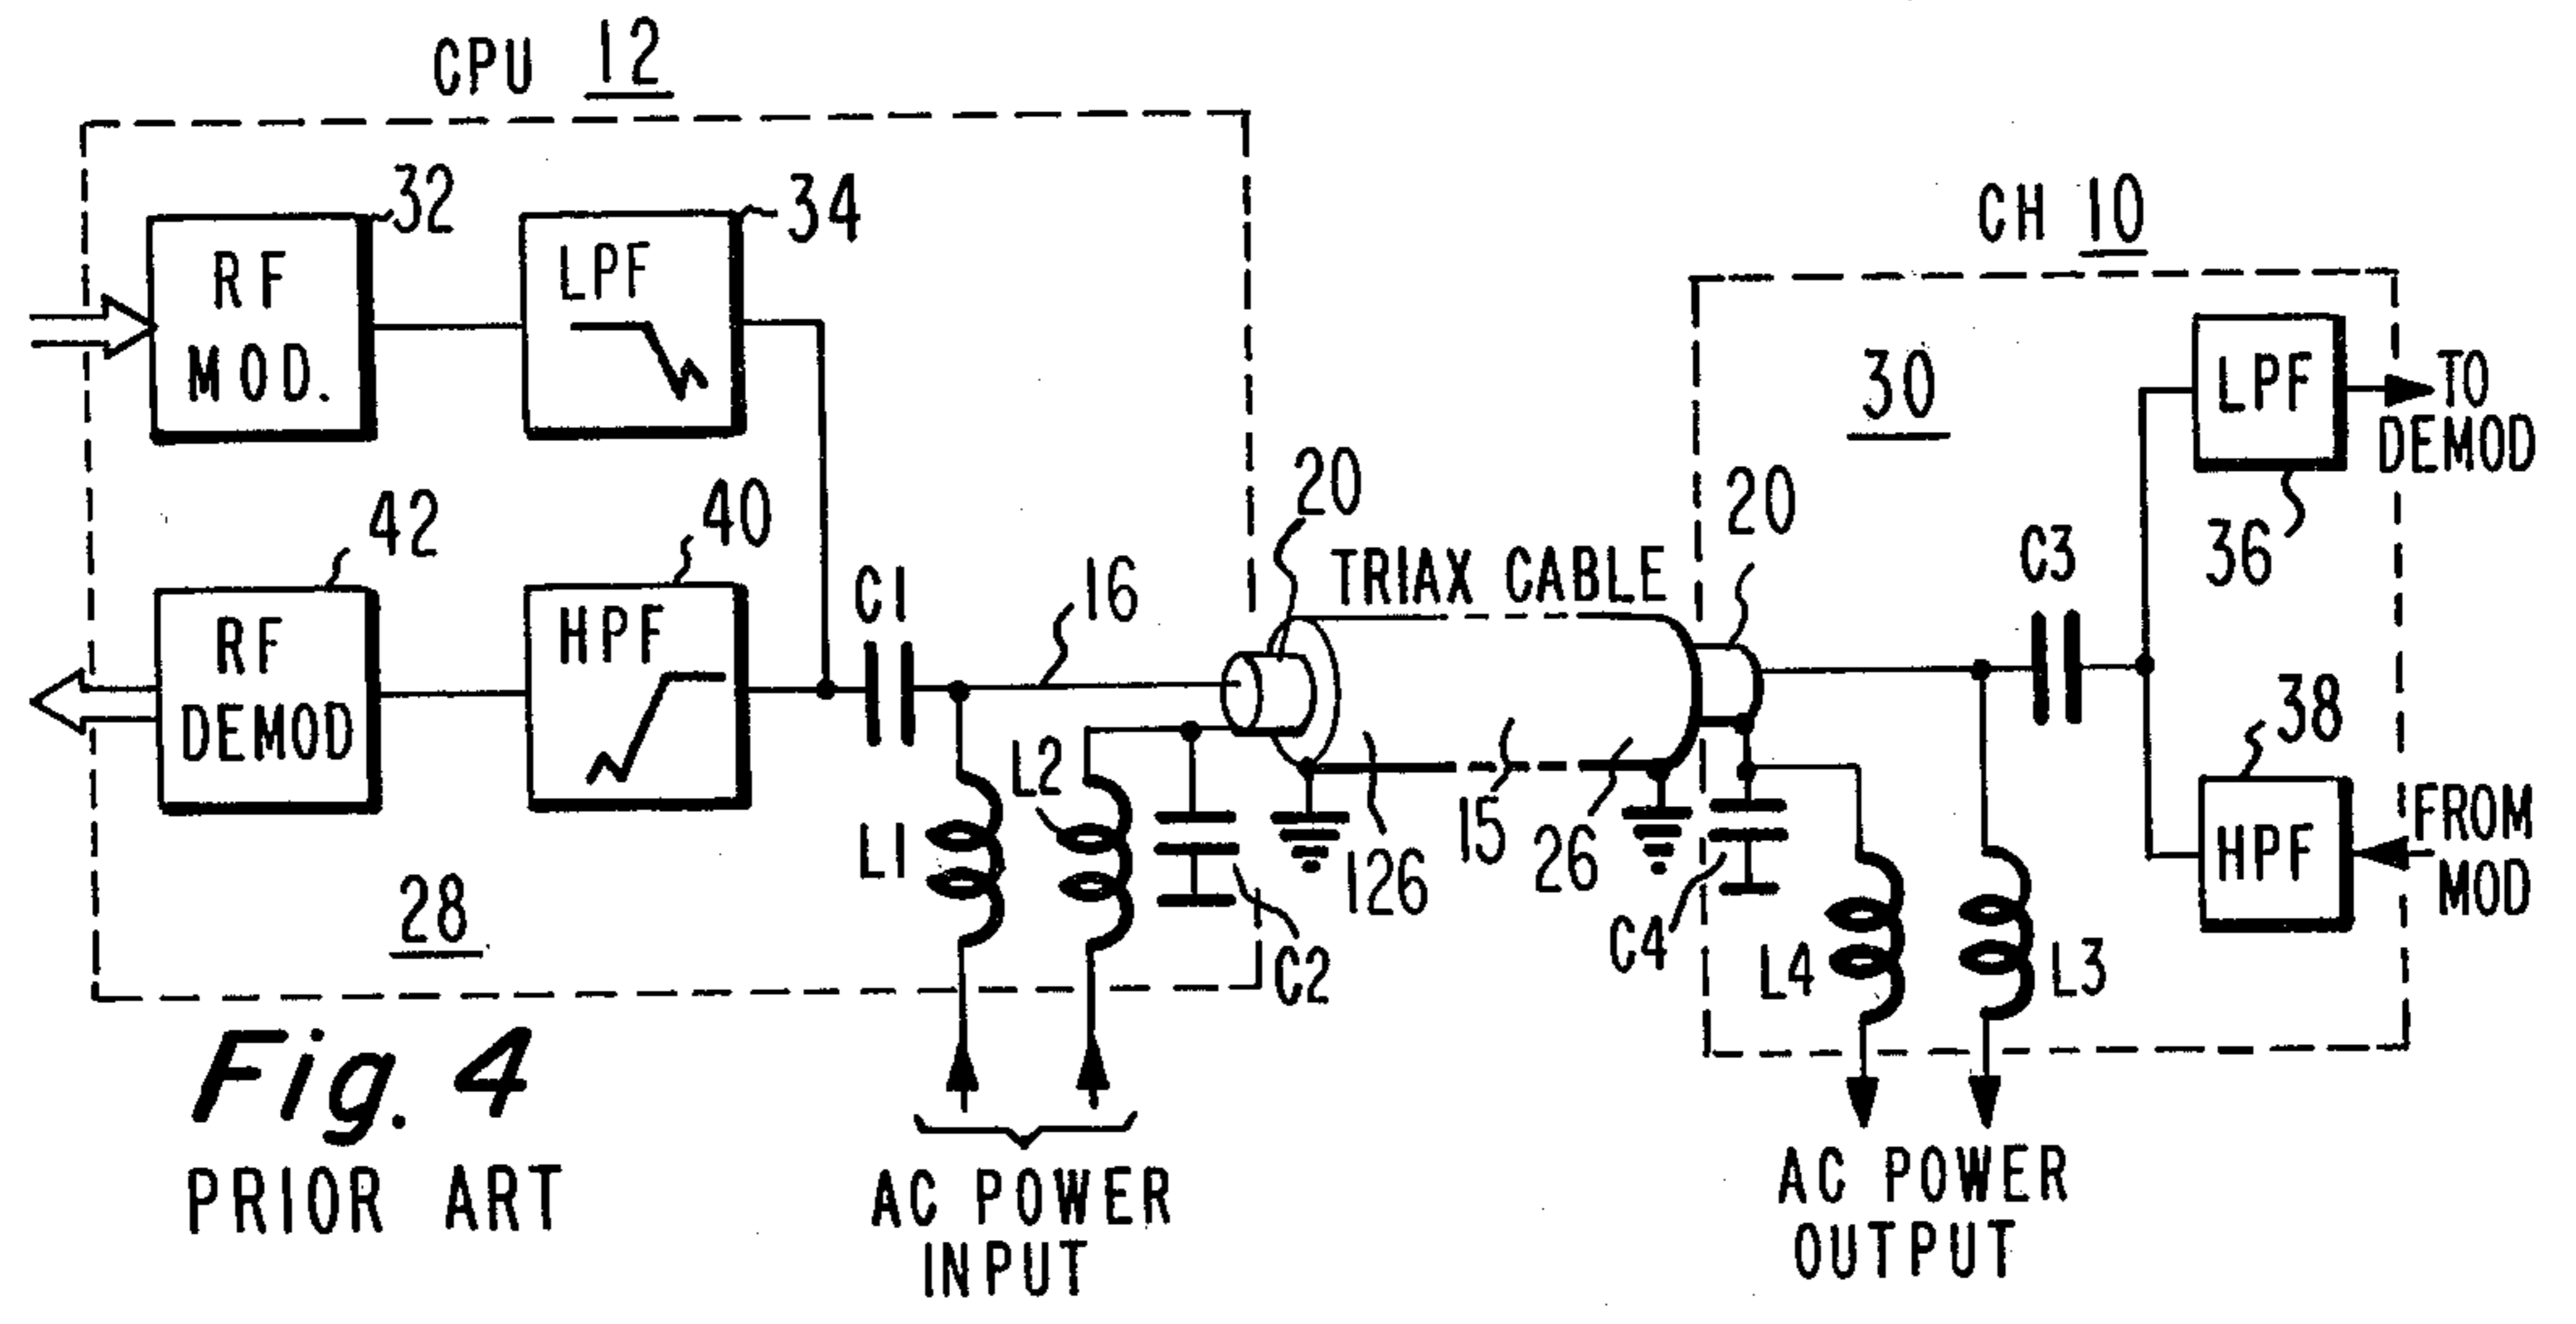 CPU 12
32
34
RF
MOD.
LPF
CH 10
30
LPF
TO
DEMOD
36
42
40
RF
DEMOD
HPF
C1
16
20
TRIAX CABLE
20
C3
38
HPF
FROM
MOD
L1
L2
C2
126
15
26
C4
L4
L3
28
Fig. 4
PRIOR ART
AC POWER
INPUT
AC POWER
OUTPUT